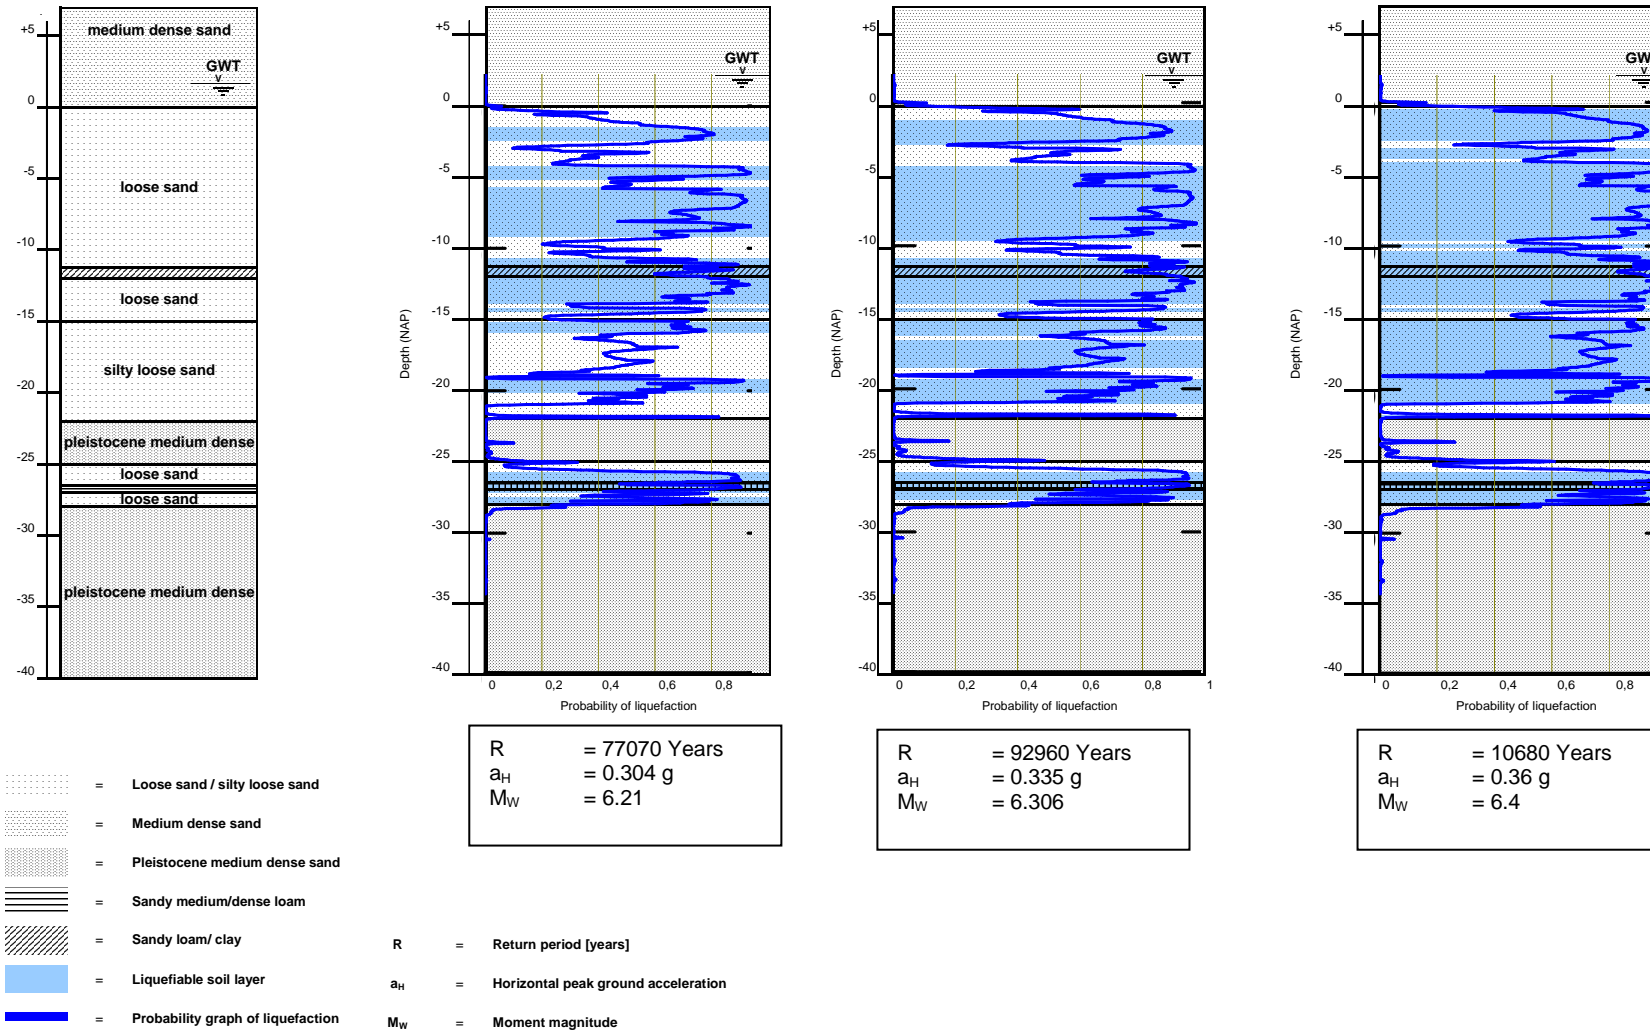 +5
medium dense sand
GWT
0
-5
loose sand
-10
loose sand
-15
silty loose sand
-20
pleistocene medium dense
-25
loose sand
loose sand
-30
pleistocene medium dense
-35
-40
+5
GWT
0
-5
-10
Depth (NAP)
-15
-20
-25
-30
-35
-40
0 0,2 0,4 0,6 0,8
Probability of liquefaction
R = 77070 Years
aH = 0.304 g
MW = 6.21
+5
GWT
0
-5
-10
Depth (NAP)
-15
-20
-25
-30
-35
-40
0 0,2 0,4 0,6 0,8 1
Probability of liquefaction
R = 92960 Years
aH = 0.335 g
MW = 6.306
+5
GW
0
-5
-10
Depth (NAP)
-15
-20
-25
-30
-35
-40
0 0,2 0,4 0,6 0,8
Probability of liquefaction
R = 10680 Years
aH = 0.36 g
MW = 6.4
= Loose sand / silty loose sand
= Medium dense sand
= Pleistocene medium dense sand
= Sandy medium/dense loam
= Sandy loam/ clay
= Liquefiable soil layer
= Probability graph of liquefaction
R = Return period [years]
aH = Horizontal peak ground acceleration
MW = Moment magnitude